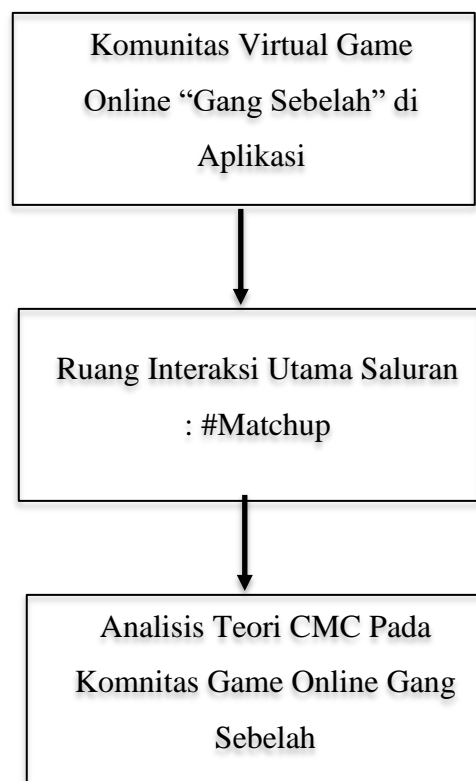 Komunitas Virtual Game
Online “Gang Sebelah” di
Aplikasi
Ruang Interaksi Utama Saluran
: #Matchup
Analisis Teori CMC Pada
Komnitas Game Online Gang
Sebelah